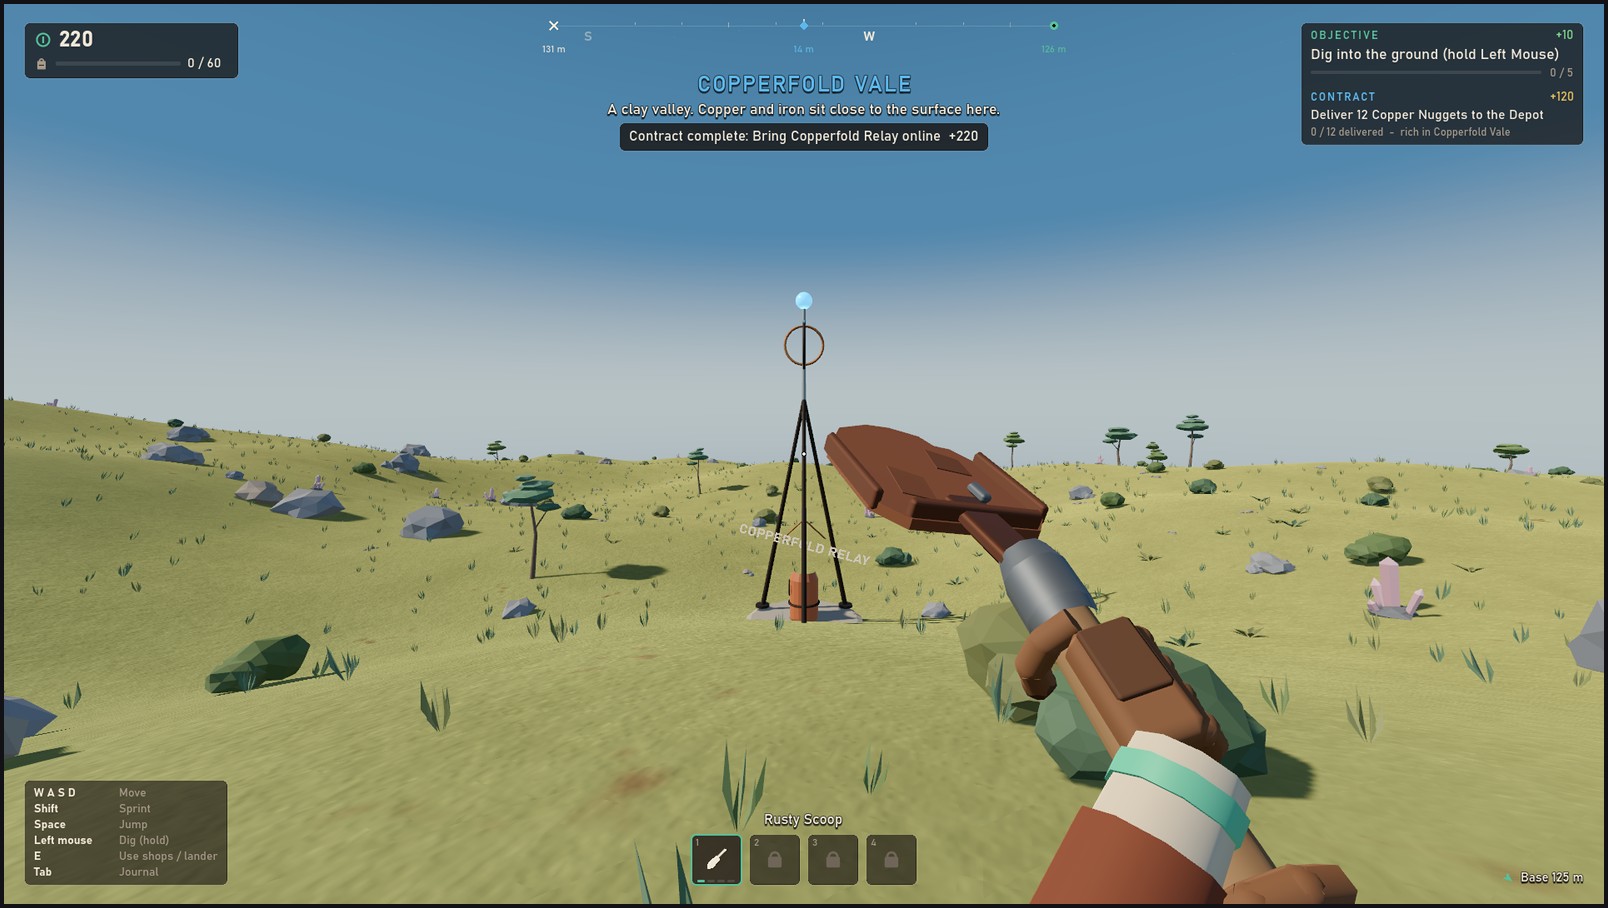 220
0 / 60
S
W
131 m
14 m
126 m
COPPERFOLD VALE
A clay valley. Copper and iron sit close to the surface here.
Contract complete: Bring Copperfold Relay online +220
OBJECTIVE +10
Dig into the ground (hold Left Mouse)
0 / 5
CONTRACT +120
Deliver 12 Copper Nuggets to the Depot
0 / 12 delivered - rich in Copperfold Vale
COPPERFOLD RELAY
W A S D Move
Shift Sprint
Space Jump
Left mouse Dig (hold)
E Use shops / lander
Tab Journal
Rusty Scoop
1
2
3
4
Base 125 m